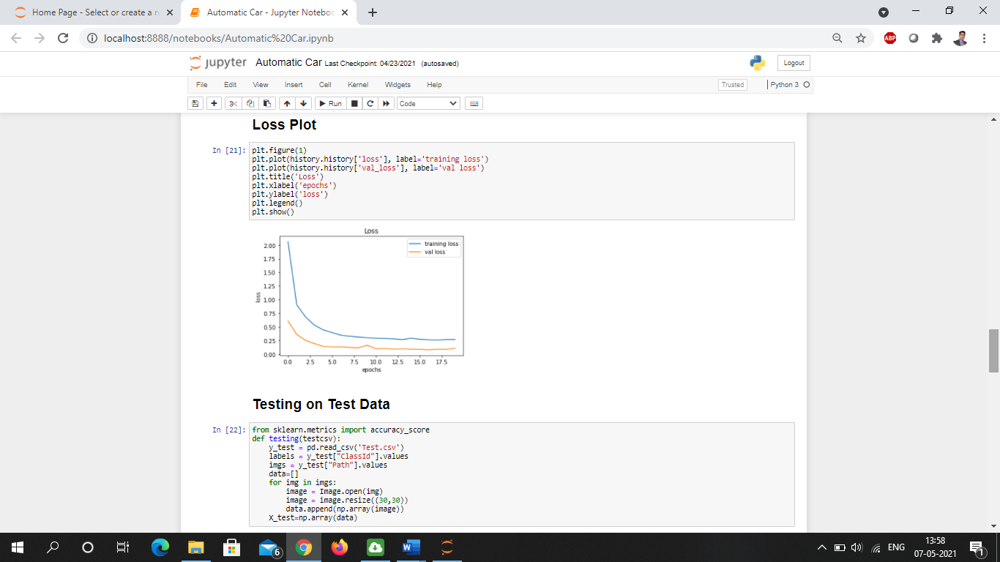 Home Page - Select or create a n
Automatic Car - Jupyter Noteboo
localhost:8888/notebooks/Automatic%20Car.ipynb
ABP
jupyter Automatic Car Last Checkpoint: 04/23/2021 (autosaved)
Logout
File Edit View Insert Cell Kernel Widgets Help
Trusted
Python 3
Run
Code
Loss Plot
In [21]:
plt.figure(1)
plt.plot(history.history['loss'], label='training loss')
plt.plot(history.history['val_loss'], label='val loss')
plt.title('Loss')
plt.xlabel('epochs')
plt.ylabel('loss')
plt.legend()
plt.show()
Loss
training loss
val loss
2.00
1.75
1.50
1.25
1.00
0.75
0.50
0.25
0.00
loss
0.0 2.5 5.0 7.5 10.0 12.5 15.0 17.5
epochs
Testing on Test Data
In [22]:
from sklearn.metrics import accuracy_score
def testing(testcsv):
    y_test = pd.read_csv('Test.csv')
    labels = y_test["ClassId"].values
    imgs = y_test["Path"].values
    data=[]
    for img in imgs:
        image = Image.open(img)
        image = image.resize((30,30))
        data.append(np.array(image))
    X_test=np.array(data)
6
W
ENG
13:58
07-05-2021
1